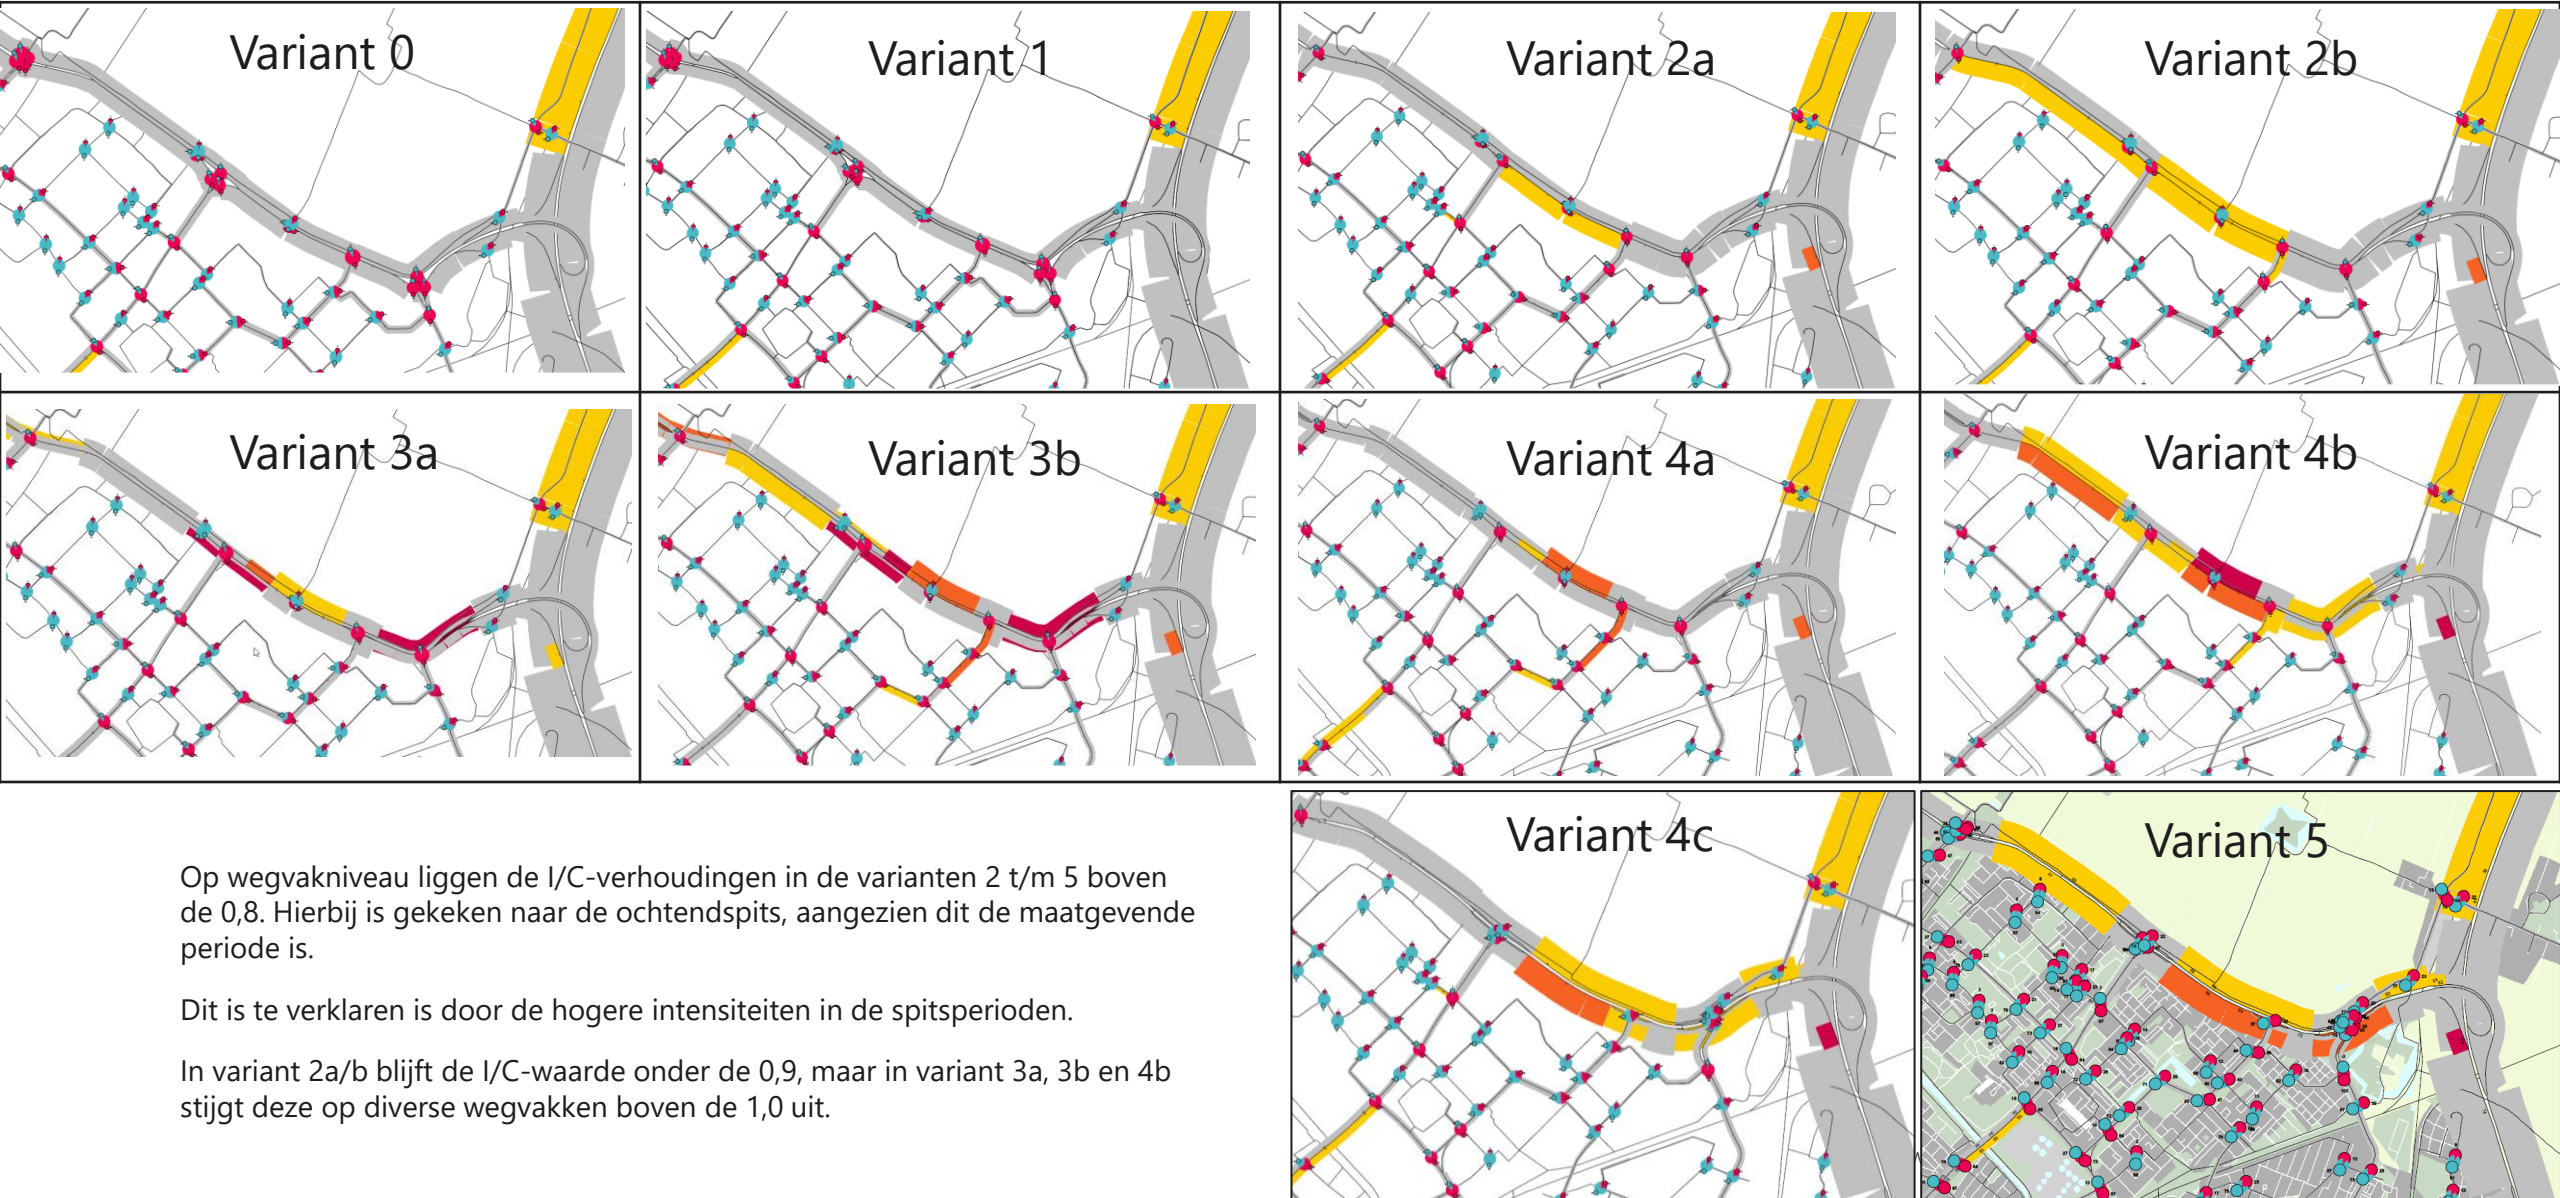 Variant 0
Variant 1
Variant 2a
Variant 2b
Variant 3a
Variant 3b
Variant 4a
Variant 4b
Variant 4c
Variant 5
Op wegvakniveau liggen de I/C-verhoudingen in de varianten 2 t/m 5 boven
de 0,8. Hierbij is gekeken naar de ochtendspits, aangezien dit de maatgevende
periode is.
Dit is te verklaren is door de hogere intensiteiten in de spitsperioden.
In variant 2a/b blijft de I/C-waarde onder de 0,9, maar in variant 3a, 3b en 4b
stijgt deze op diverse wegvakken boven de 1,0 uit.